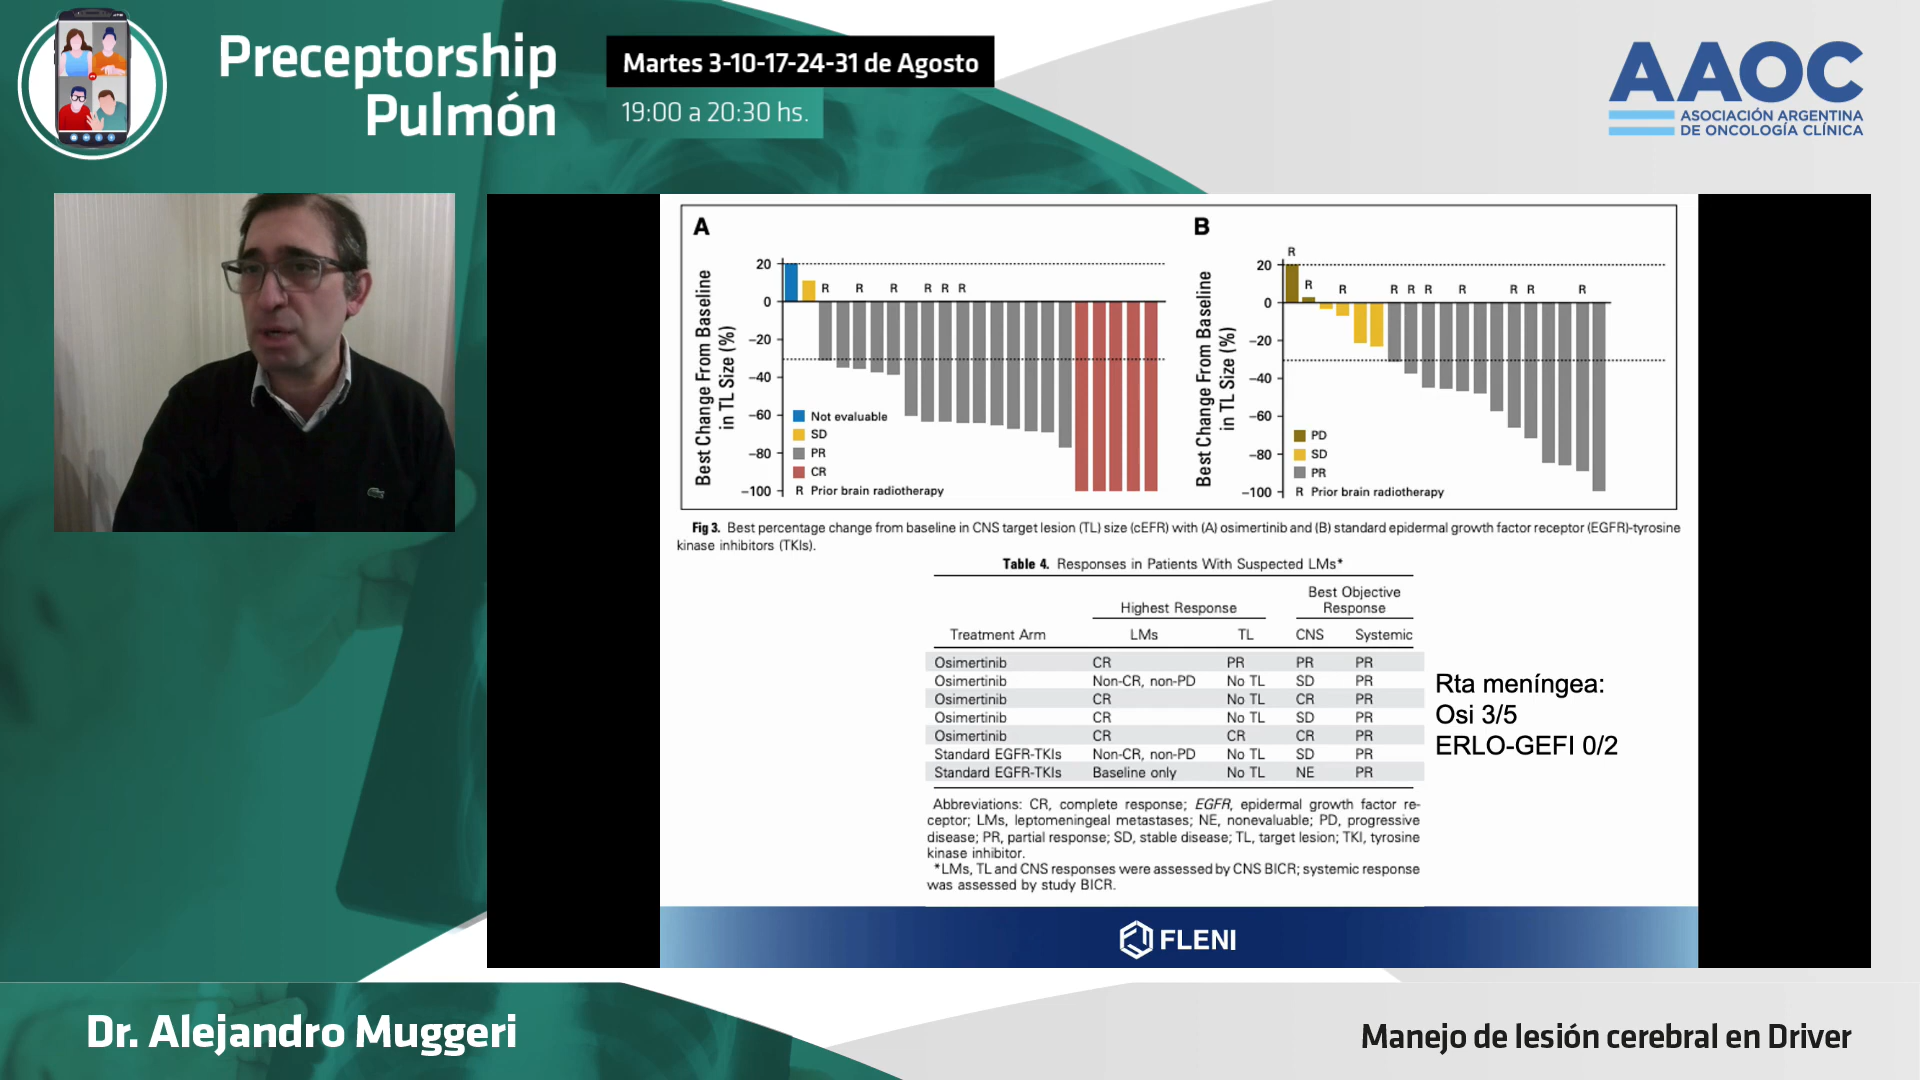 Preceptorship
Pulmón
Martes 3-10-17-24-31 de Agosto
19:00 a 20:30 hs.
AAOC
ASOCIACIÓN ARGENTINA
DE ONCOLOGÍA CLÍNICA
A
Best Change From Baseline
in TL Size (%)
20
0
−20
−40
−60
−80
−100
R R R R R R
Not evaluable
SD
PR
CR
R Prior brain radiotherapy
B
Best Change From Baseline
in TL Size (%)
20
0
−20
−40
−60
−80
−100
R
R R R R R R R R R
PD
SD
PR
R Prior brain radiotherapy
Fig 3. Best percentage change from baseline in CNS target lesion (TL) size (cEFR) with (A) osimertinib and (B) standard epidermal growth factor receptor (EGFR)-tyrosine
kinase inhibitors (TKIs).
Table 4. Responses in Patients With Suspected LMs*
Best Objective
Highest Response Response
Treatment Arm LMs TL CNS Systemic
Osimertinib CR PR PR PR
Osimertinib Non-CR, non-PD No TL SD PR
Osimertinib CR No TL CR PR
Osimertinib CR No TL SD PR
Osimertinib CR CR CR PR
Standard EGFR-TKIs Non-CR, non-PD No TL SD PR
Standard EGFR-TKIs Baseline only No TL NE PR
Abbreviations: CR, complete response; EGFR, epidermal growth factor re-
ceptor; LMs, leptomeningeal metastases; NE, nonevaluable; PD, progressive
disease; PR, partial response; SD, stable disease; TL, target lesion; TKI, tyrosine
kinase inhibitor.
*LMs, TL and CNS responses were assessed by CNS BICR; systemic response
was assessed by study BICR.
Rta meníngea:
Osi 3/5
ERLO-GEFI 0/2
FLENI
Dr. Alejandro Muggeri
Manejo de lesión cerebral en Driver